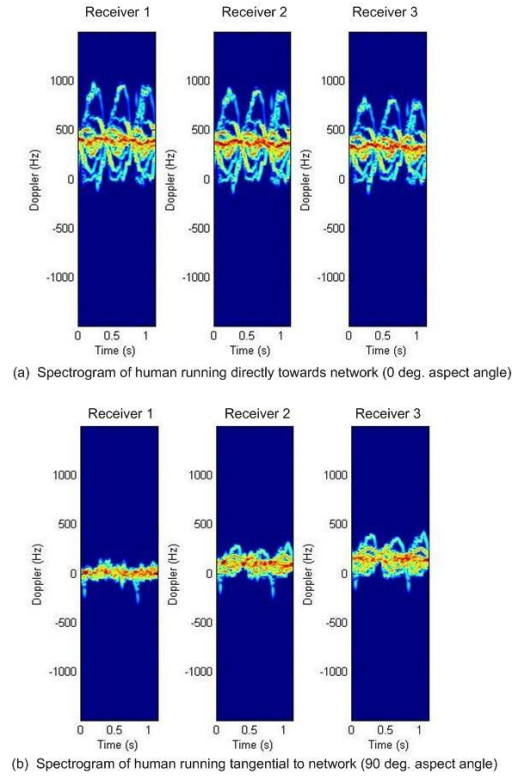 Receiver 1 Receiver 2 Receiver 3
1000 1000 1000
500 500 500
0 0 0
-500 -500 -500
-1000 -1000 -1000
Doppler (Hz) Doppler (Hz) Doppler (Hz)
0 0.5 1 0 0.5 1 0 0.5 1
Time (s) Time (s) Time (s)
(a) Spectrogram of human running directly towards network (0 deg. aspect angle)
Receiver 1 Receiver 2 Receiver 3
1000 1000 1000
500 500 500
0 0 0
-500 -500 -500
-1000 -1000 -1000
Doppler (Hz) Doppler (Hz) Doppler (Hz)
0 0.5 1 0 0.5 1 0 0.5 1
Time (s) Time (s) Time (s)
(b) Spectrogram of human running tangential to network (90 deg. aspect angle)